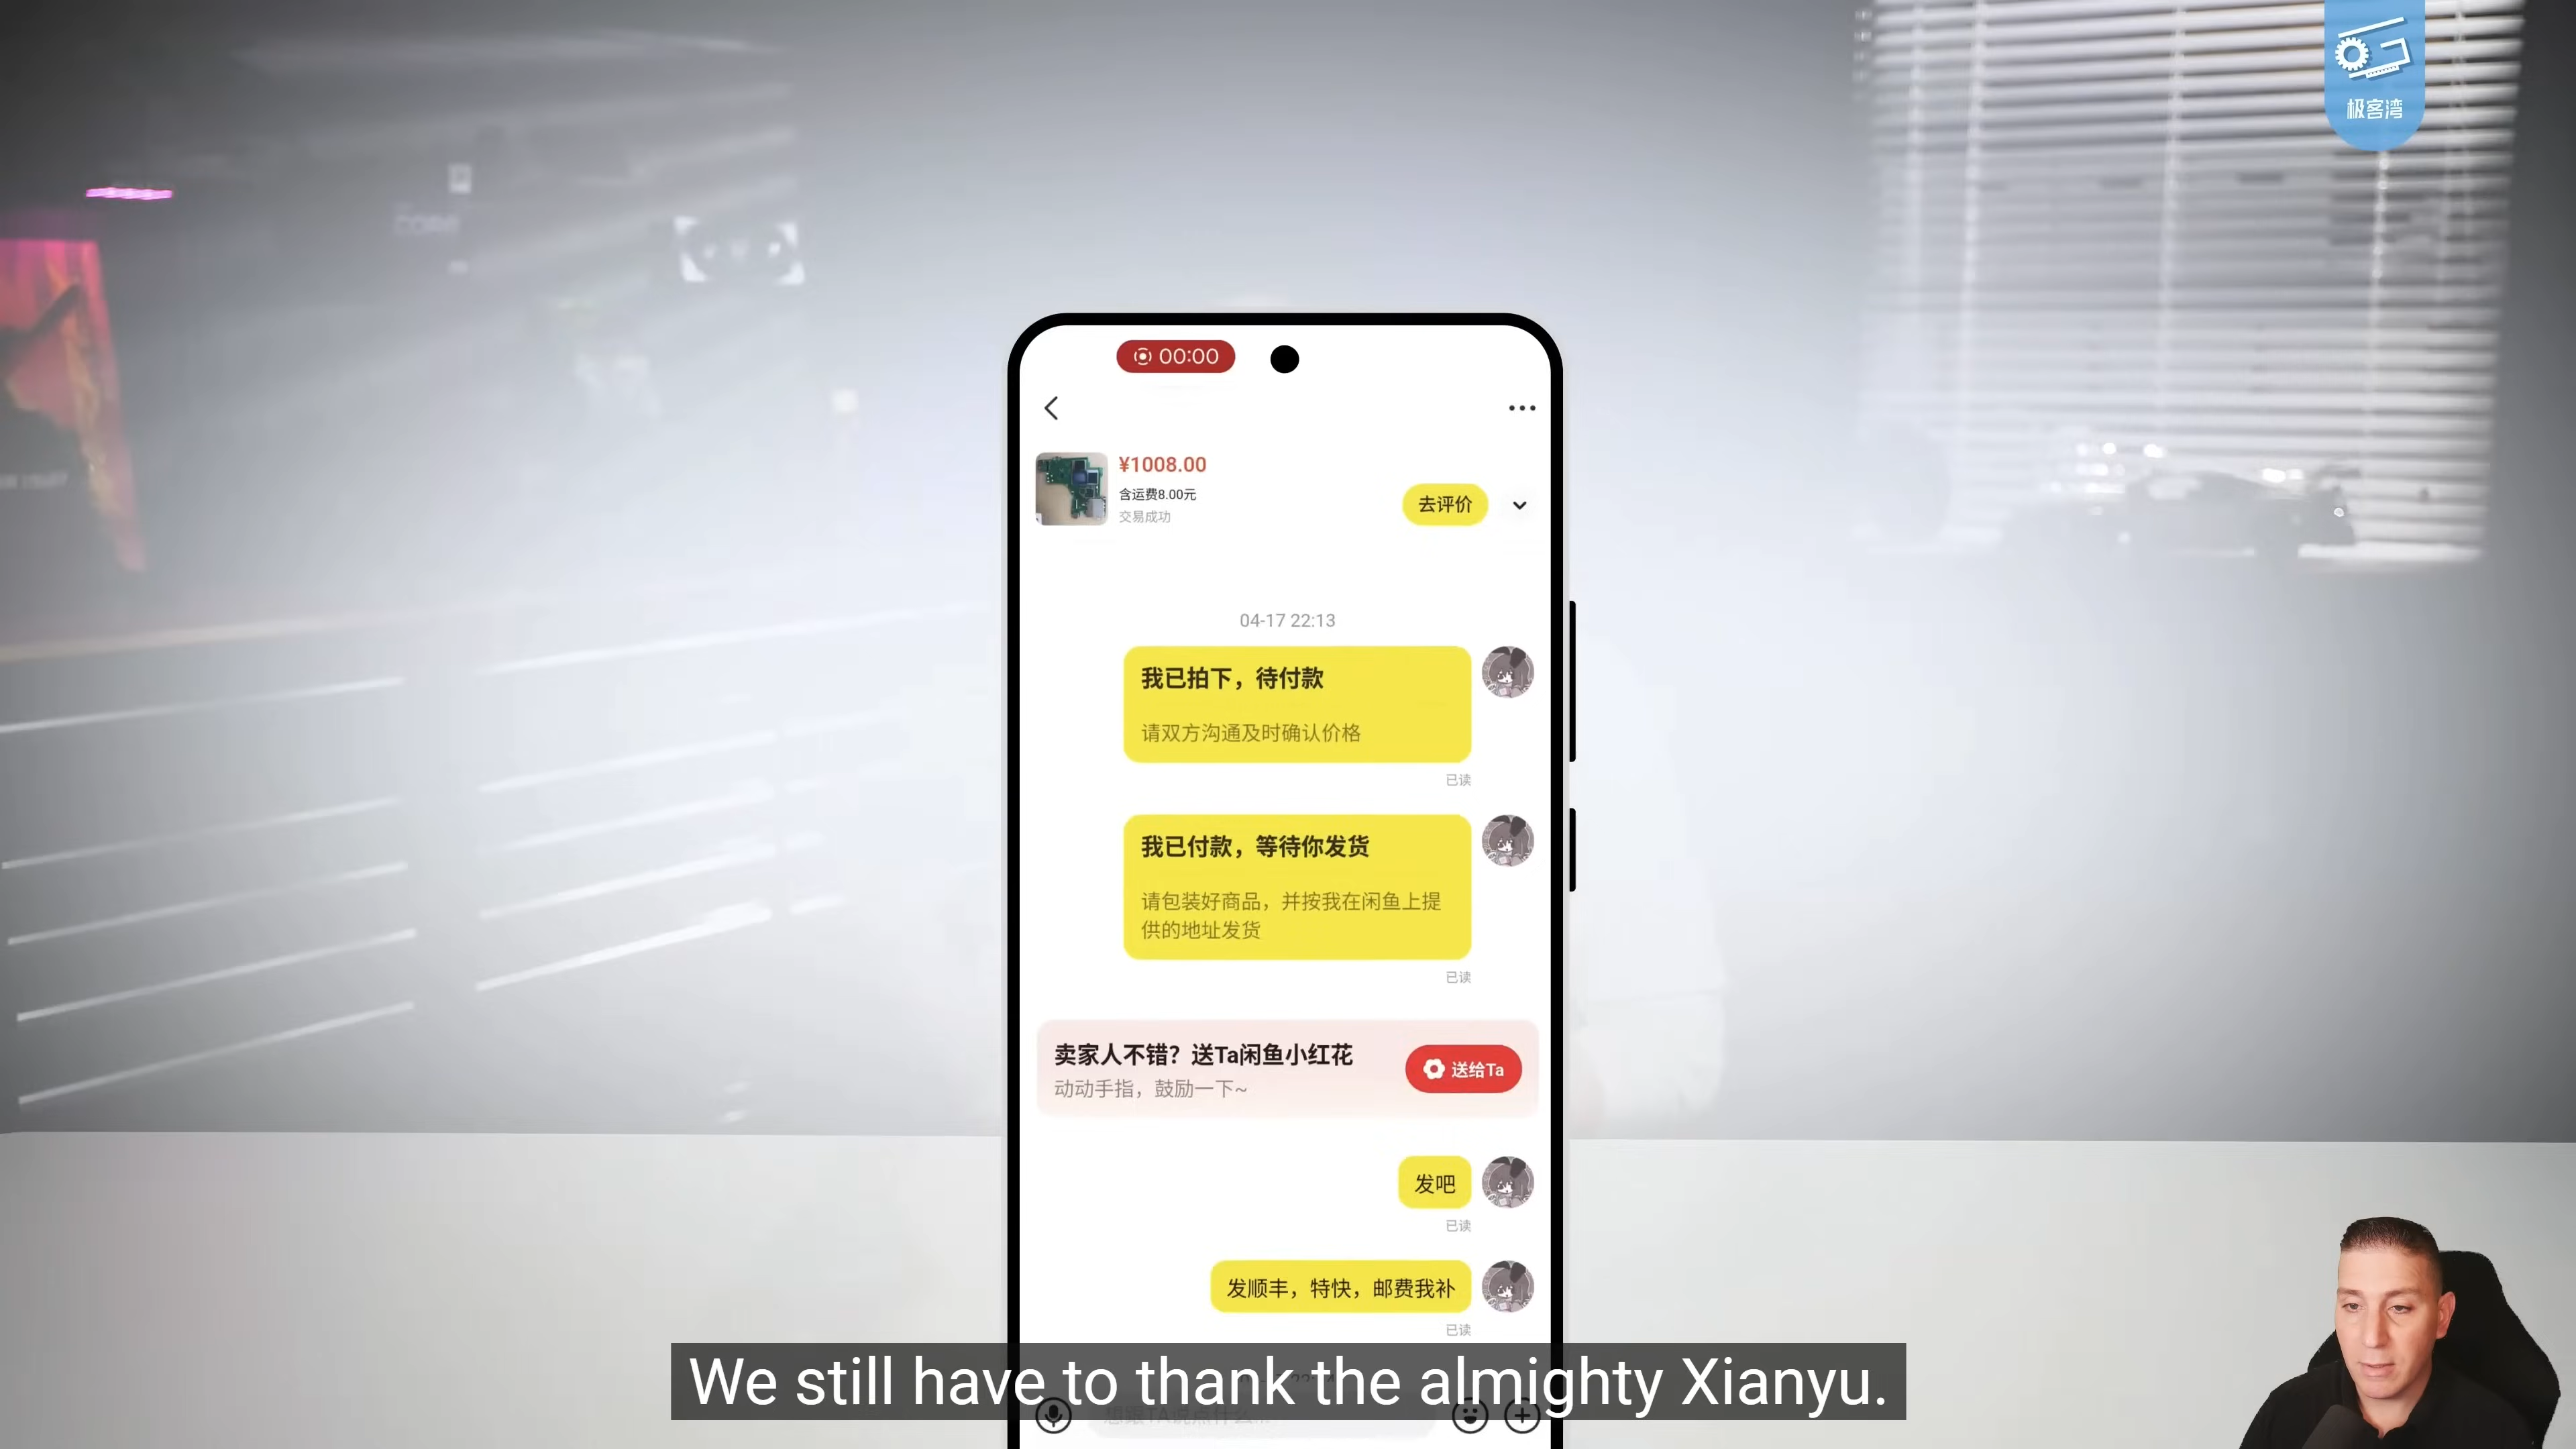 极客湾
00:00
¥1008.00
含运费8.00元
交易成功
去评价
04-17 22:13
我已拍下，待付款
请双方沟通及时确认价格
已读
我已付款，等待你发货
请包装好商品，并按我在闲鱼上提
供的地址发货
已读
卖家人不错？送Ta闲鱼小红花
动动手指，鼓励一下~
送给Ta
发吧
已读
发顺丰，特快，邮费我补
已读
We still have to thank the almighty Xianyu.